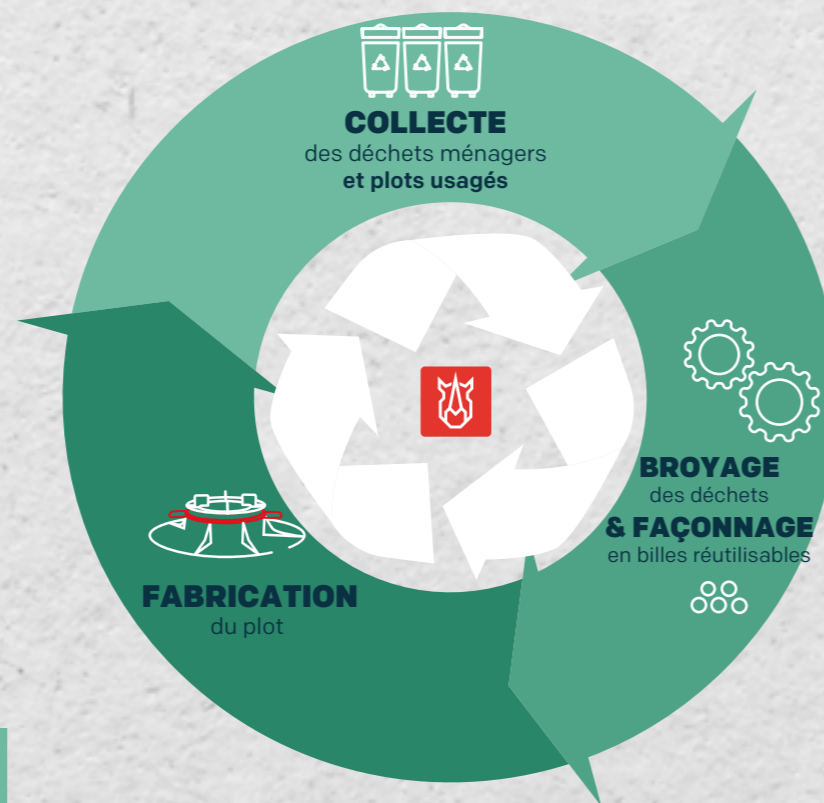 COLLECTE
des déchets ménagers
et plots usagés
BROYAGE
des déchets
& FAÇONNAGE
en billes réutilisables
FABRICATION
du plot